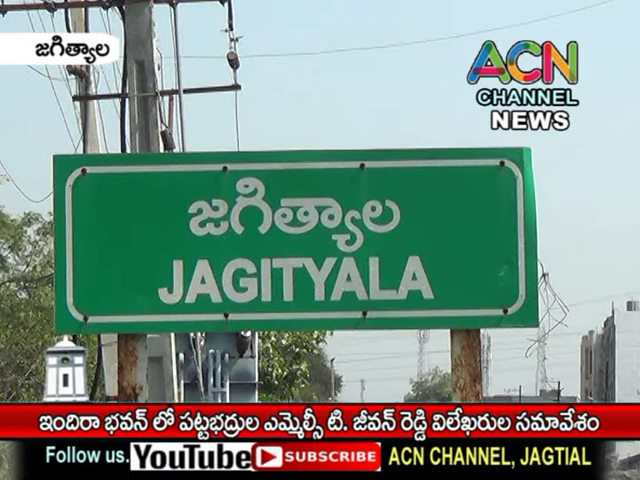 జగిత్యాల
ACN
CHANNEL
NEWS
జగిత్యాల
JAGITYALA
ఇందిరా భవన్ లో పట్టభద్రుల ఎమ్మెల్సీ టి. జీవన్ రెడ్డి విలేఖరుల సమావేశం
Follow us. YouTube SUBSCRIBE ACN CHANNEL, JAGTIAL